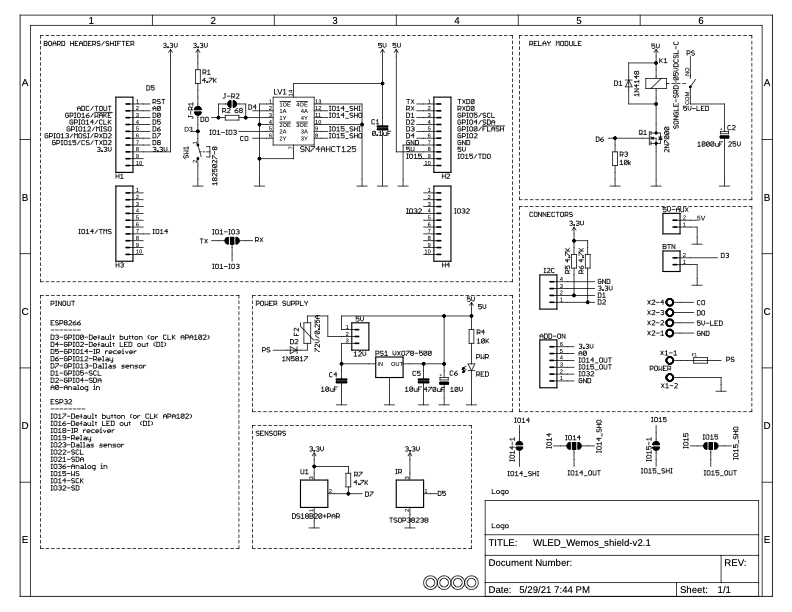 1 2 3 4 5 6
A
B
C
D
E
BOARD HEADERS/SHIFTER
3.3V
3.3V
R1
4.7K
J-R1
DO
D3
SW1
1825027-8
J-R2
R2 68
D4
IO1-IO3
CO
D5
RST
ADC/TOUT
A0
GPIO16/WAKE
D0
GPIO14/CLK
D5
GPIO12/MISO
D6
GPIO13/MOSI/RXD2
D7
GPIO15/CS/TXD2
D8
3.3V
3.3V
H1
IO14/TMS
IO14
H3
LV1
1OE 4OE
1A 4A
1Y 4Y
2OE 3OE
2A 3A
2Y 3Y
SN74AHCT125
IO14_SHI
IO14_SHO
IO15_SHI
IO15_SHO
C1
0.1uF
5V 5V
TX
TXD0
RX
RXD0
D1
GPIO5/SCL
D2
GPIO4/SDA
D3
GPIO0/FLASH
D4
GPIO2
GND
GND
5V
5V
IO15
IO15/TDO
H2
IO32
IO32
H4
IO1-IO3
TX
RX
IO1-IO3
RELAY MODULE
5V
K1
PS
D1
1N4148
SONGLE-SRD-05VDCSL-C
NO
COM
5V-LED
D6
Q1
2N7000
R3
10k
C2
1000uF 25V
CONNECTORS
3.3V
R5 4.7K
R6 4.7K
I2C
GND
3.3V
D1
D2
5V-AUX
5V
BTN
D3
X2-4
CO
X2-3
DO
X2-2
5V-LED
X2-1
GND
ADD-ON
5V
3.3V
A0
IO14_OUT
IO15_OUT
IO32
GND
X1-1
F1
PS
POWER
X1-2
PINOUT
ESP8266
--------
D3-GPIO0-Default button (or CLK APA102)
D4-GPIO2-Default LED out (DI)
D5-GPIO14-IR receiver
D6-GPIO12-Relay
D7-GPIO13-Dallas sensor
D1-GPIO5-SCL
D2-GPIO4-SDA
A0-Analog in
ESP32
--------
IO17-Default button (or CLK APA102)
IO16-Default LED out (DI)
IO18-IR receiver
IO19-Relay
IO23-Dallas sensor
IO22-SCL
IO21-SDA
IO36-Analog in
IO15-WS
IO14-SCK
IO32-SD
POWER SUPPLY
F2
72V/0.25A
D2
PS
1N5817
5V
12V
PS1 VXO78-500
IN OUT
C4
10uF
C5
10uF
C6
470uF 10V
5V
5V
R4
10K
PWR
RED
SENSORS
3.3V
U1
R7
4.7K
D7
DS18B20+PAR
3.3V
IR
D5
TSOP38238
IO14
IO14-1
IO14_SHI
IO14
IO14
IO14_SHO
IO14_OUT
IO15
IO15-1
IO15_SHI
IO15
IO15
IO15_SHO
IO15_OUT
Logo
Logo
TITLE: WLED_Wemos_shield-v2.1
Document Number:
REV:
Date: 5/29/21 7:44 PM
Sheet: 1/1